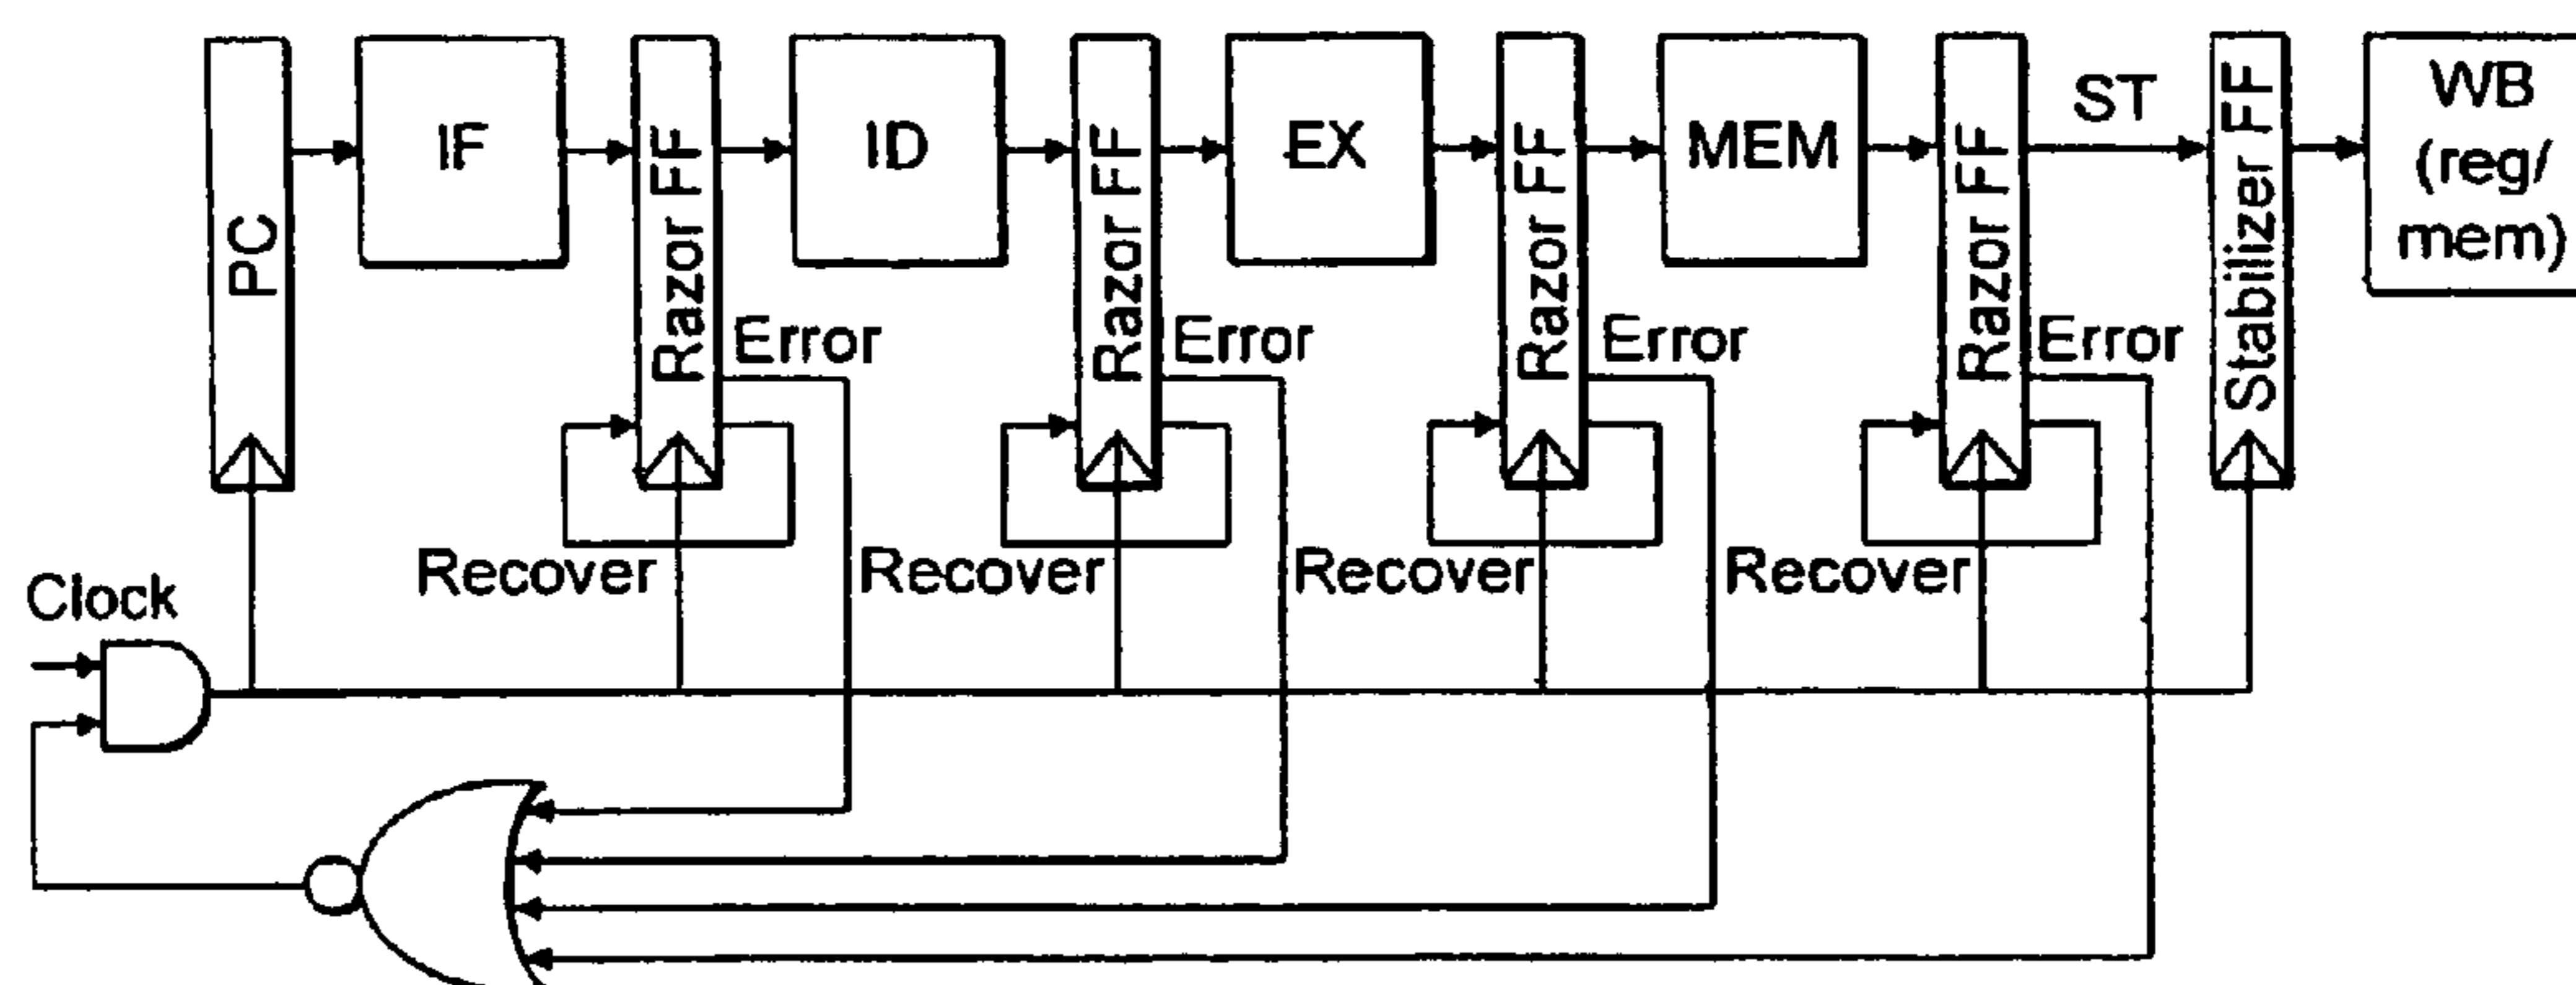 PC
IF
Razor FF
ID
Razor FF
EX
Razor FF
MEM
Razor FF
ST
Stabilizer FF
WB
(reg/
mem)
Error
Error
Error
Error
Recover
Recover
Recover
Recover
Clock